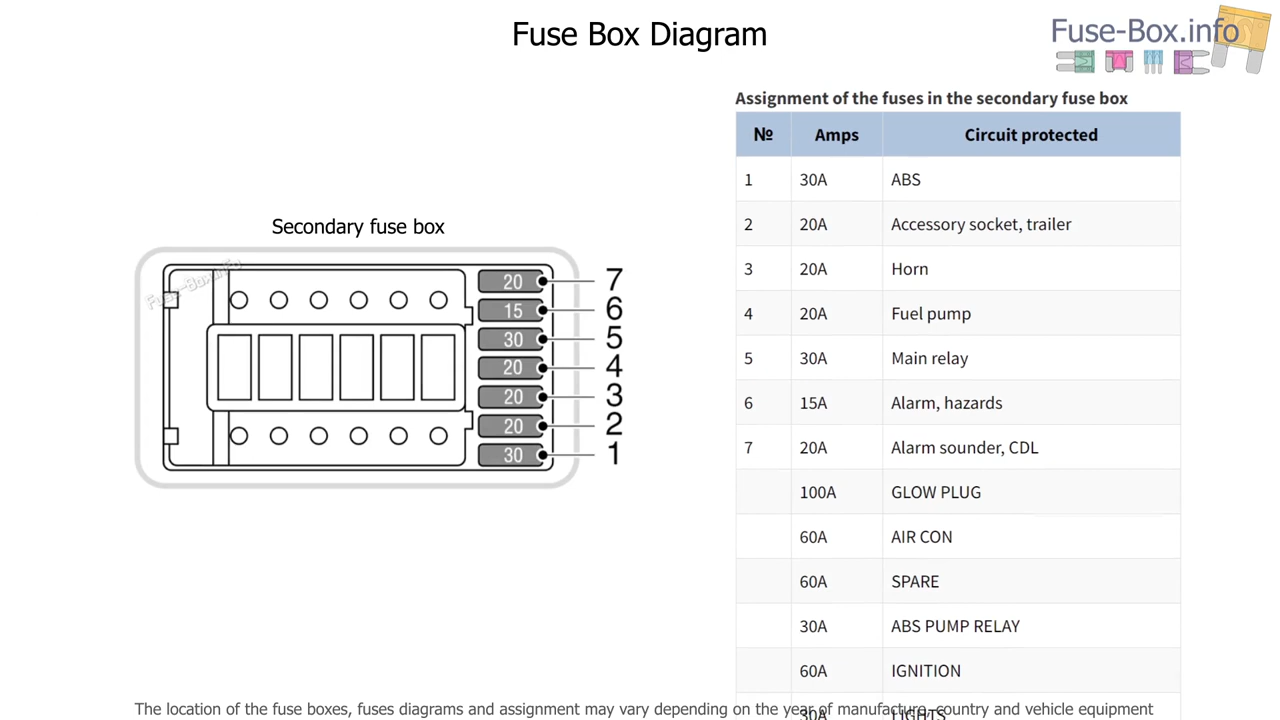 Fuse Box Diagram
Fuse-Box.info
Assignment of the fuses in the secondary fuse box
№ Amps Circuit protected
1 30A ABS
2 20A Accessory socket, trailer
3 20A Horn
4 20A Fuel pump
5 30A Main relay
6 15A Alarm, hazards
7 20A Alarm sounder, CDL
100A GLOW PLUG
60A AIR CON
60A SPARE
30A ABS PUMP RELAY
60A IGNITION
30A LIGHTS
Secondary fuse box
Fuse-Box.info
20 7
15 6
30 5
20 4
20 3
20 2
30 1
The location of the fuse boxes, fuses diagrams and assignment may vary depending on the year of manufacture, country and vehicle equipment